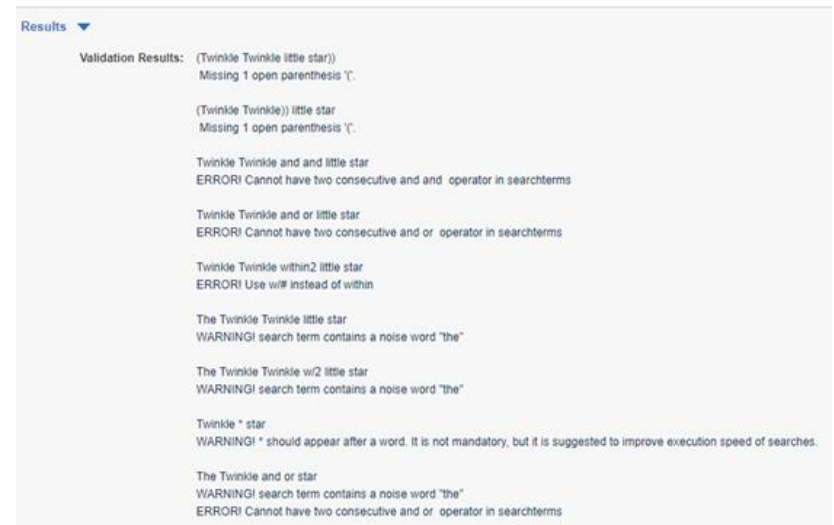 Results
Validation Results: (Twinkle Twinkle little star))
Missing 1 open parenthesis '('.
(Twinkle Twinkle)) little star
Missing 1 open parenthesis '('.
Twinkle Twinkle and and little star
ERROR! Cannot have two consecutive and and operator in searchterms
Twinkle Twinkle and or little star
ERROR! Cannot have two consecutive and or operator in searchterms
Twinkle Twinkle within2 little star
ERROR! Use w/# instead of within
The Twinkle Twinkle little star
WARNING! search term contains a noise word "the"
The Twinkle Twinkle w/2 little star
WARNING! search term contains a noise word "the"
Twinkle * star
WARNING! * should appear after a word. It is not mandatory, but it is suggested to improve execution speed of searches.
The Twinkle and or star
WARNING! search term contains a noise word "the"
ERROR! Cannot have two consecutive and or operator in searchterms